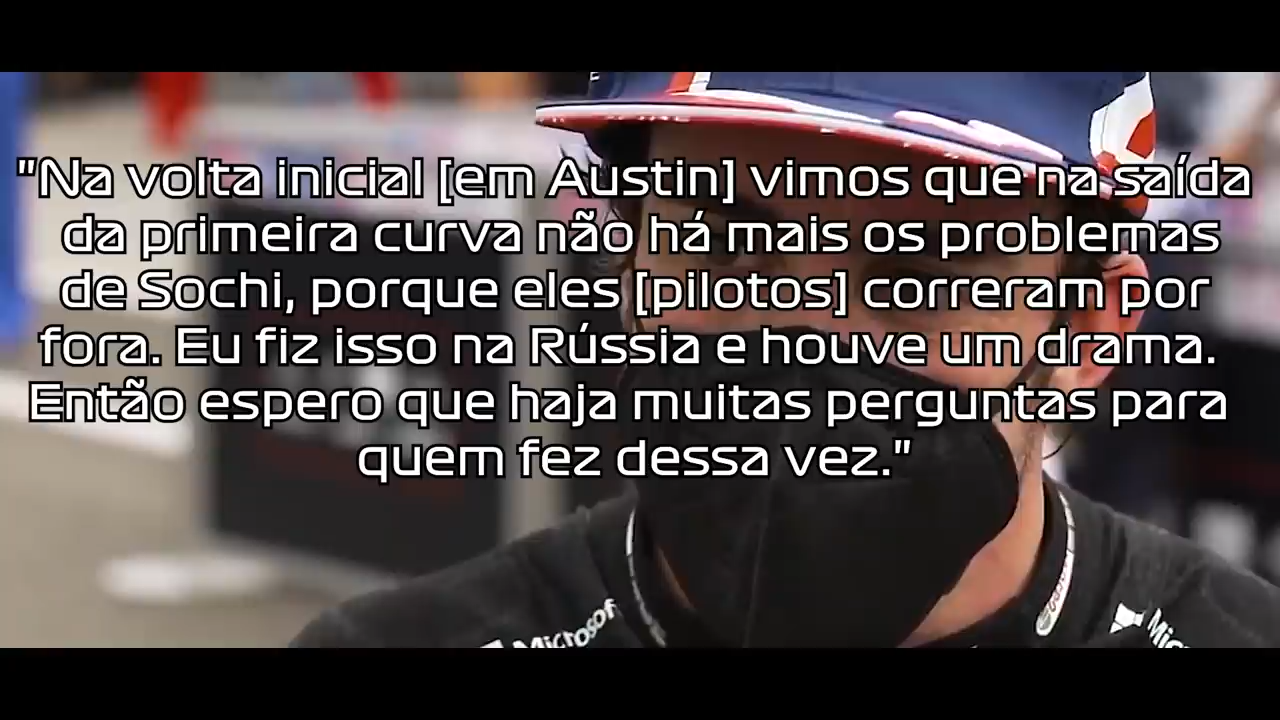 "Na volta inicial [em Austin] vimos que na saída
da primeira curva não há mais os problemas
de Sochi, porque eles [pilotos] correram por
fora. Eu fiz isso na Rússia e houve um drama.
Então espero que haja muitas perguntas para
quem fez dessa vez."
Microsof
Mic